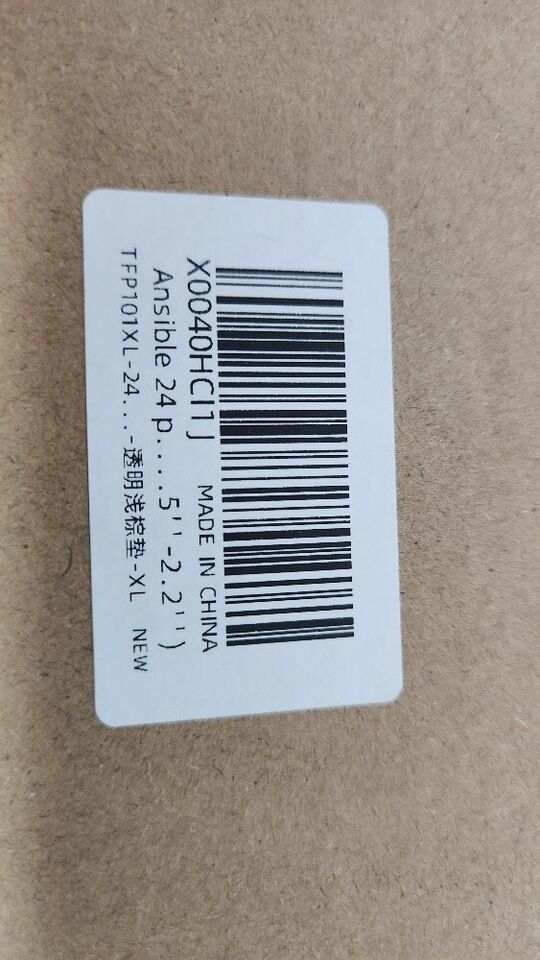 X0040HCI1J MADE IN CHINA
Ansible 24 p....5''-2.2'')
TFP101XL-24...-透明浅棕垫-XL NEW